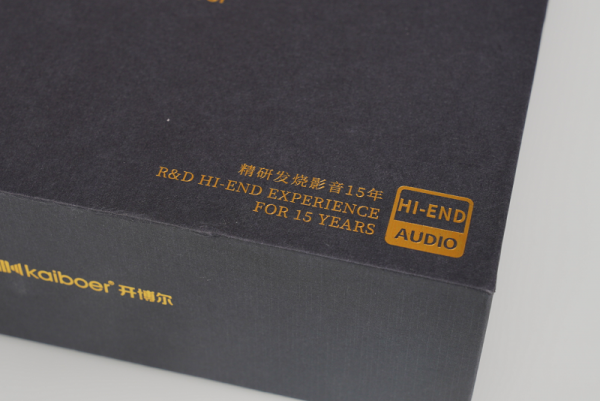 精研发烧影音15年
R&D HI-END EXPERIENCE
FOR 15 YEARS
HI-END
AUDIO
kaiboer® 开博尔